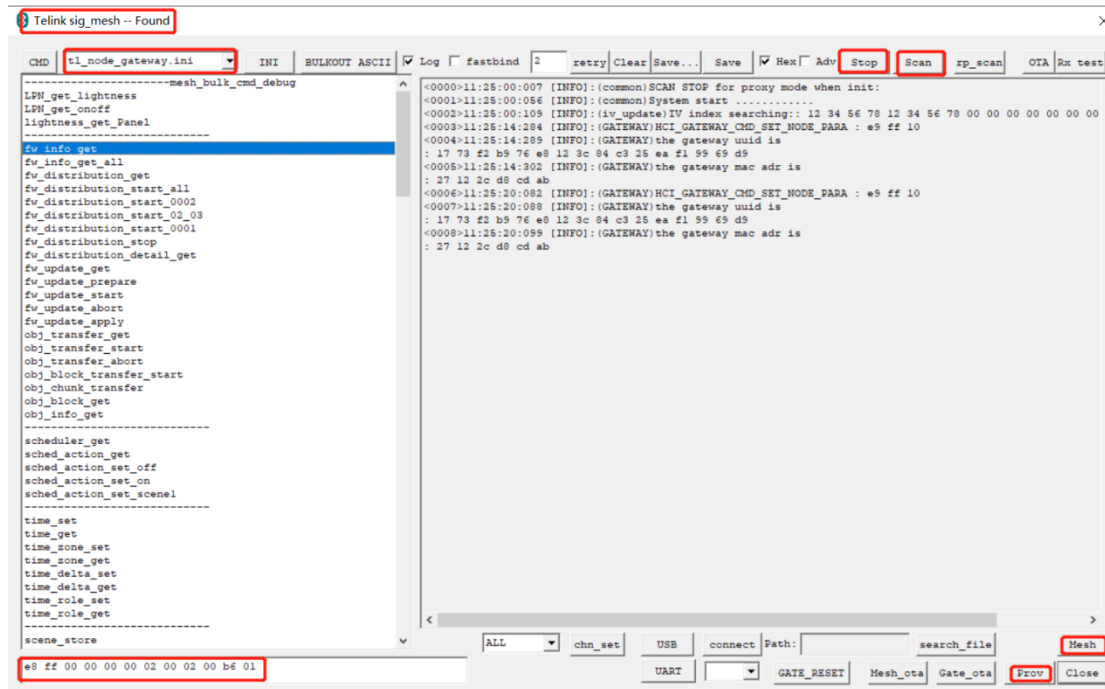 Telink sig_mesh -- Found
CMD tl_node_gateway.ini INI BULKOUT ASCII Log fastbind 2 retry Clear Save... Save Hex Adv Stop Scan rp_scan OTA Rx test
----------------------mesh_bulk_cmd_debug
LPN_get_lightness
LPN_get_onoff
lightness_get_Panel
----------------------------
fw_info_get
fw_info_get_all
fw_distribution_get
fw_distribution_start_all
fw_distribution_start_0002
fw_distribution_start_02_03
fw_distribution_start_0001
fw_distribution_stop
fw_distribution_detail_get
fw_update_get
fw_update_prepare
fw_update_start
fw_update_abort
fw_update_apply
obj_transfer_get
obj_transfer_start
obj_transfer_abort
obj_block_transfer_start
obj_chunk_transfer
obj_block_get
obj_info_get
----------------------------
scheduler_get
sched_action_get
sched_action_set_off
sched_action_set_on
sched_action_set_scene1
----------------------------
time_set
time_get
time_zone_set
time_zone_get
time_delta_set
time_delta_get
time_role_set
time_role_get
----------------------------
scene_store
<0000>11:25:00:007 [INFO]:(common)SCAN STOP for proxy mode when init:
<0001>11:25:00:056 [INFO]:(common)System start ............
<0002>11:25:00:109 [INFO]:(iv_update)IV index searching:: 12 34 56 78 12 34 56 78 00 00 00 00 00 00 00
<0003>11:25:14:284 [INFO]:(GATEWAY)HCI_GATEWAY_CMD_SET_NODE_PARA : e9 ff 10
<0004>11:25:14:289 [INFO]:(GATEWAY)the gateway uuid is
: 17 73 f2 b9 76 e8 12 3c 84 c3 25 ea f1 99 69 d9
<0005>11:25:14:302 [INFO]:(GATEWAY)the gateway mac adr is
: 27 12 2c d8 cd ab
<0006>11:25:20:082 [INFO]:(GATEWAY)HCI_GATEWAY_CMD_SET_NODE_PARA : e9 ff 10
<0007>11:25:20:088 [INFO]:(GATEWAY)the gateway uuid is
: 17 73 f2 b9 76 e8 12 3c 84 c3 25 ea f1 99 69 d9
<0008>11:25:20:099 [INFO]:(GATEWAY)the gateway mac adr is
: 27 12 2c d8 cd ab
ALL chn_set USB connect Path: search_file Mesh
e8 ff 00 00 00 00 02 00 02 00 b6 01
UART GATE_RESET Mesh_ota Gate_ota Prov Close